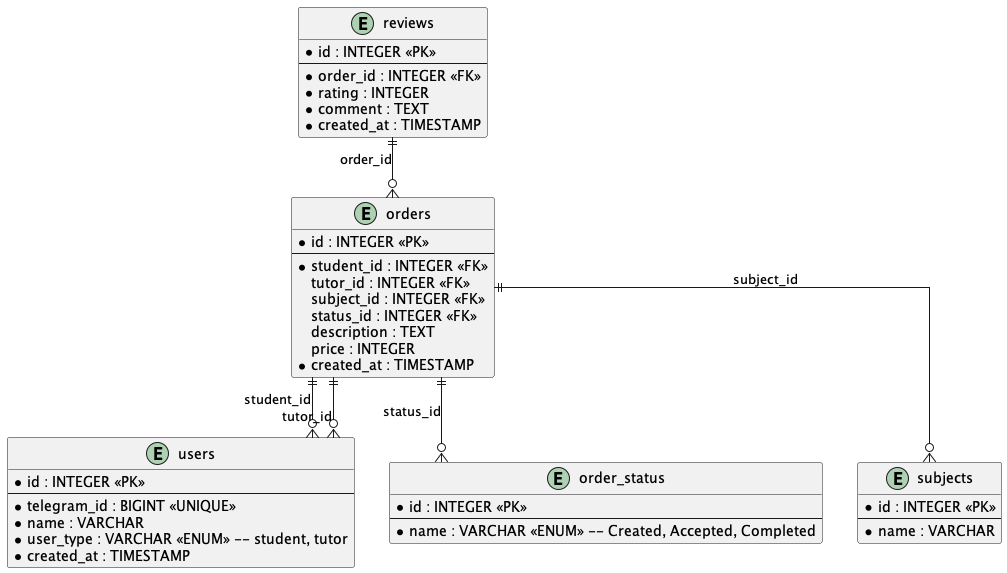 E reviews
• id : INTEGER «PK»
• order_id : INTEGER «FK»
• rating : INTEGER
• comment : TEXT
• created_at : TIMESTAMP
order_id
E orders
• id : INTEGER «PK»
• student_id : INTEGER «FK»
tutor_id : INTEGER «FK»
subject_id : INTEGER «FK»
status_id : INTEGER «FK»
description : TEXT
price : INTEGER
• created_at : TIMESTAMP
subject_id
student_id
tutor_id
status_id
E users
• id : INTEGER «PK»
• telegram_id : BIGINT «UNIQUE»
• name : VARCHAR
• user_type : VARCHAR «ENUM» -- student, tutor
• created_at : TIMESTAMP
E order_status
• id : INTEGER «PK»
• name : VARCHAR «ENUM» -- Created, Accepted, Completed
E subjects
• id : INTEGER «PK»
• name : VARCHAR